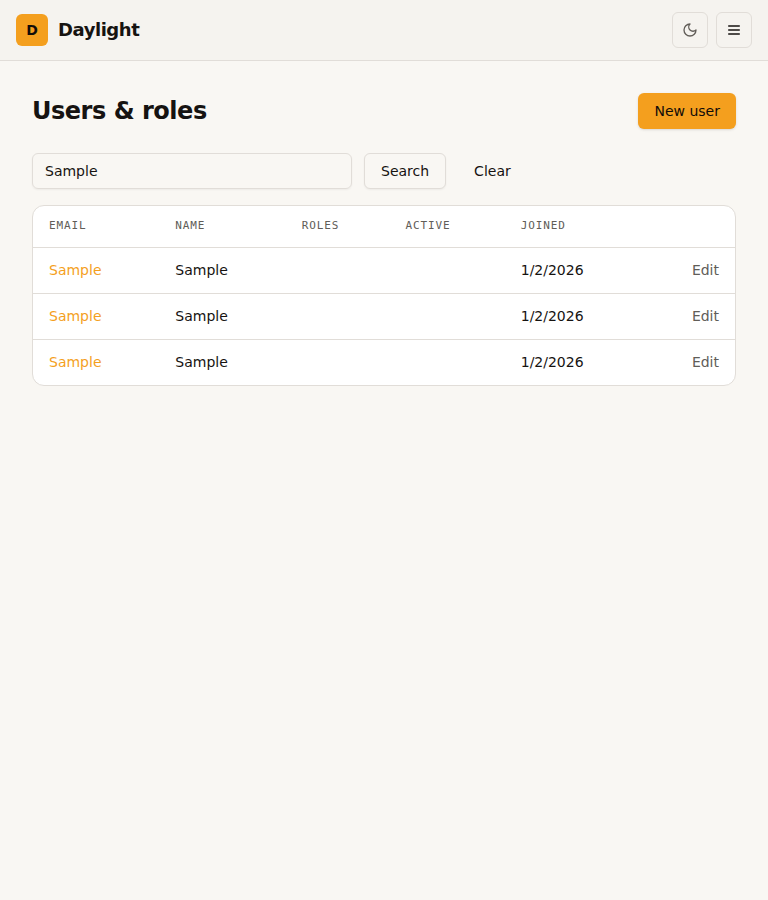 D Daylight
Users & roles New user
Sample Search Clear
EMAIL NAME ROLES ACTIVE JOINED
Sample Sample 1/2/2026 Edit
Sample Sample 1/2/2026 Edit
Sample Sample 1/2/2026 Edit